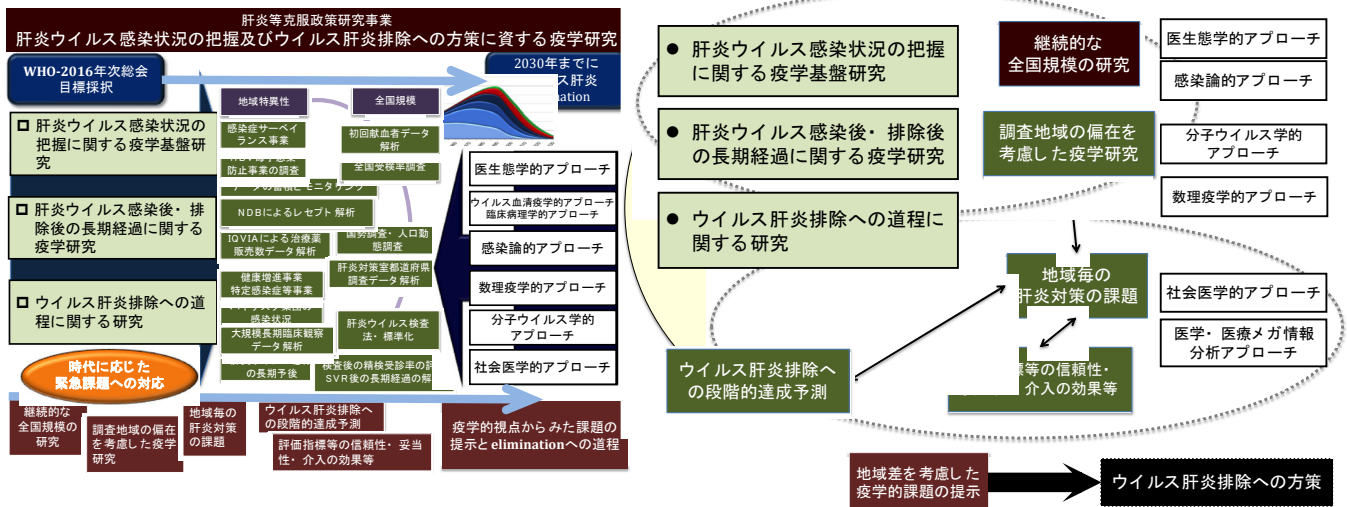 肝炎等克服政策研究事業
肝炎ウイルス感染状況の把握及びウイルス肝炎排除への方策に資する疫学研究
WHO-2016年次総会
目標採択
2030年までに
ス肝炎
nation
□ 肝炎ウイルス感染状況の
把握に関する疫学基盤研
究
□ 肝炎ウイルス感染後・排
除後の長期経過に関する
疫学研究
□ ウイルス肝炎排除への道
程に関する研究
時代に応じた
緊急課題への対応
地域特異性
感染症サーベイ
ランス事業
防止事業の調査
NDBによるレセプト解析
IQVIAによる治療薬
販売数データ解析
健康増進事業
特定感染症等事業
感染状況
大規模長期臨床観察
データ解析
の長期予後
全国規模
初回献血者データ
解析
全国受検率調査
国勢調査・人口動
態調査
肝炎対策室都道府県
調査データ解析
肝炎ウイルス検査
法・標準化
検査後の精検受診率の評
SVR後の長期経過の解
医生態学的アプローチ
ウイルス血清疫学的アプローチ
臨床病理学的アプローチ
感染論的アプローチ
数理疫学的アプローチ
分子ウイルス学的
アプローチ
社会医学的アプローチ
継続的な
全国規模の
研究
調査地域の偏在
を考慮した疫学
研究
地域毎の
肝炎対策
の課題
ウイルス肝炎排除へ
の段階的達成予測
評価指標等の信頼性・妥当
性・介入の効果等
疫学的視点からみた課題の
提示とeliminationへの道程
● 肝炎ウイルス感染状況の把握
に関する疫学基盤研究
● 肝炎ウイルス感染後・排除後
の長期経過に関する疫学研究
● ウイルス肝炎排除への道程に
関する研究
継続的な
全国規模の研究
調査地域の偏在を
考慮した疫学研究
医生態学的アプローチ
感染論的アプローチ
分子ウイルス学的
アプローチ
数理疫学的アプローチ
地域毎の
肝炎対策の課題
社会医学的アプローチ
医学・医療メガ情報
分析アプローチ
ウイルス肝炎排除へ
の段階的達成予測
標等の信頼性・
介入の効果等
地域差を考慮した
疫学的課題の提示
ウイルス肝炎排除への方策